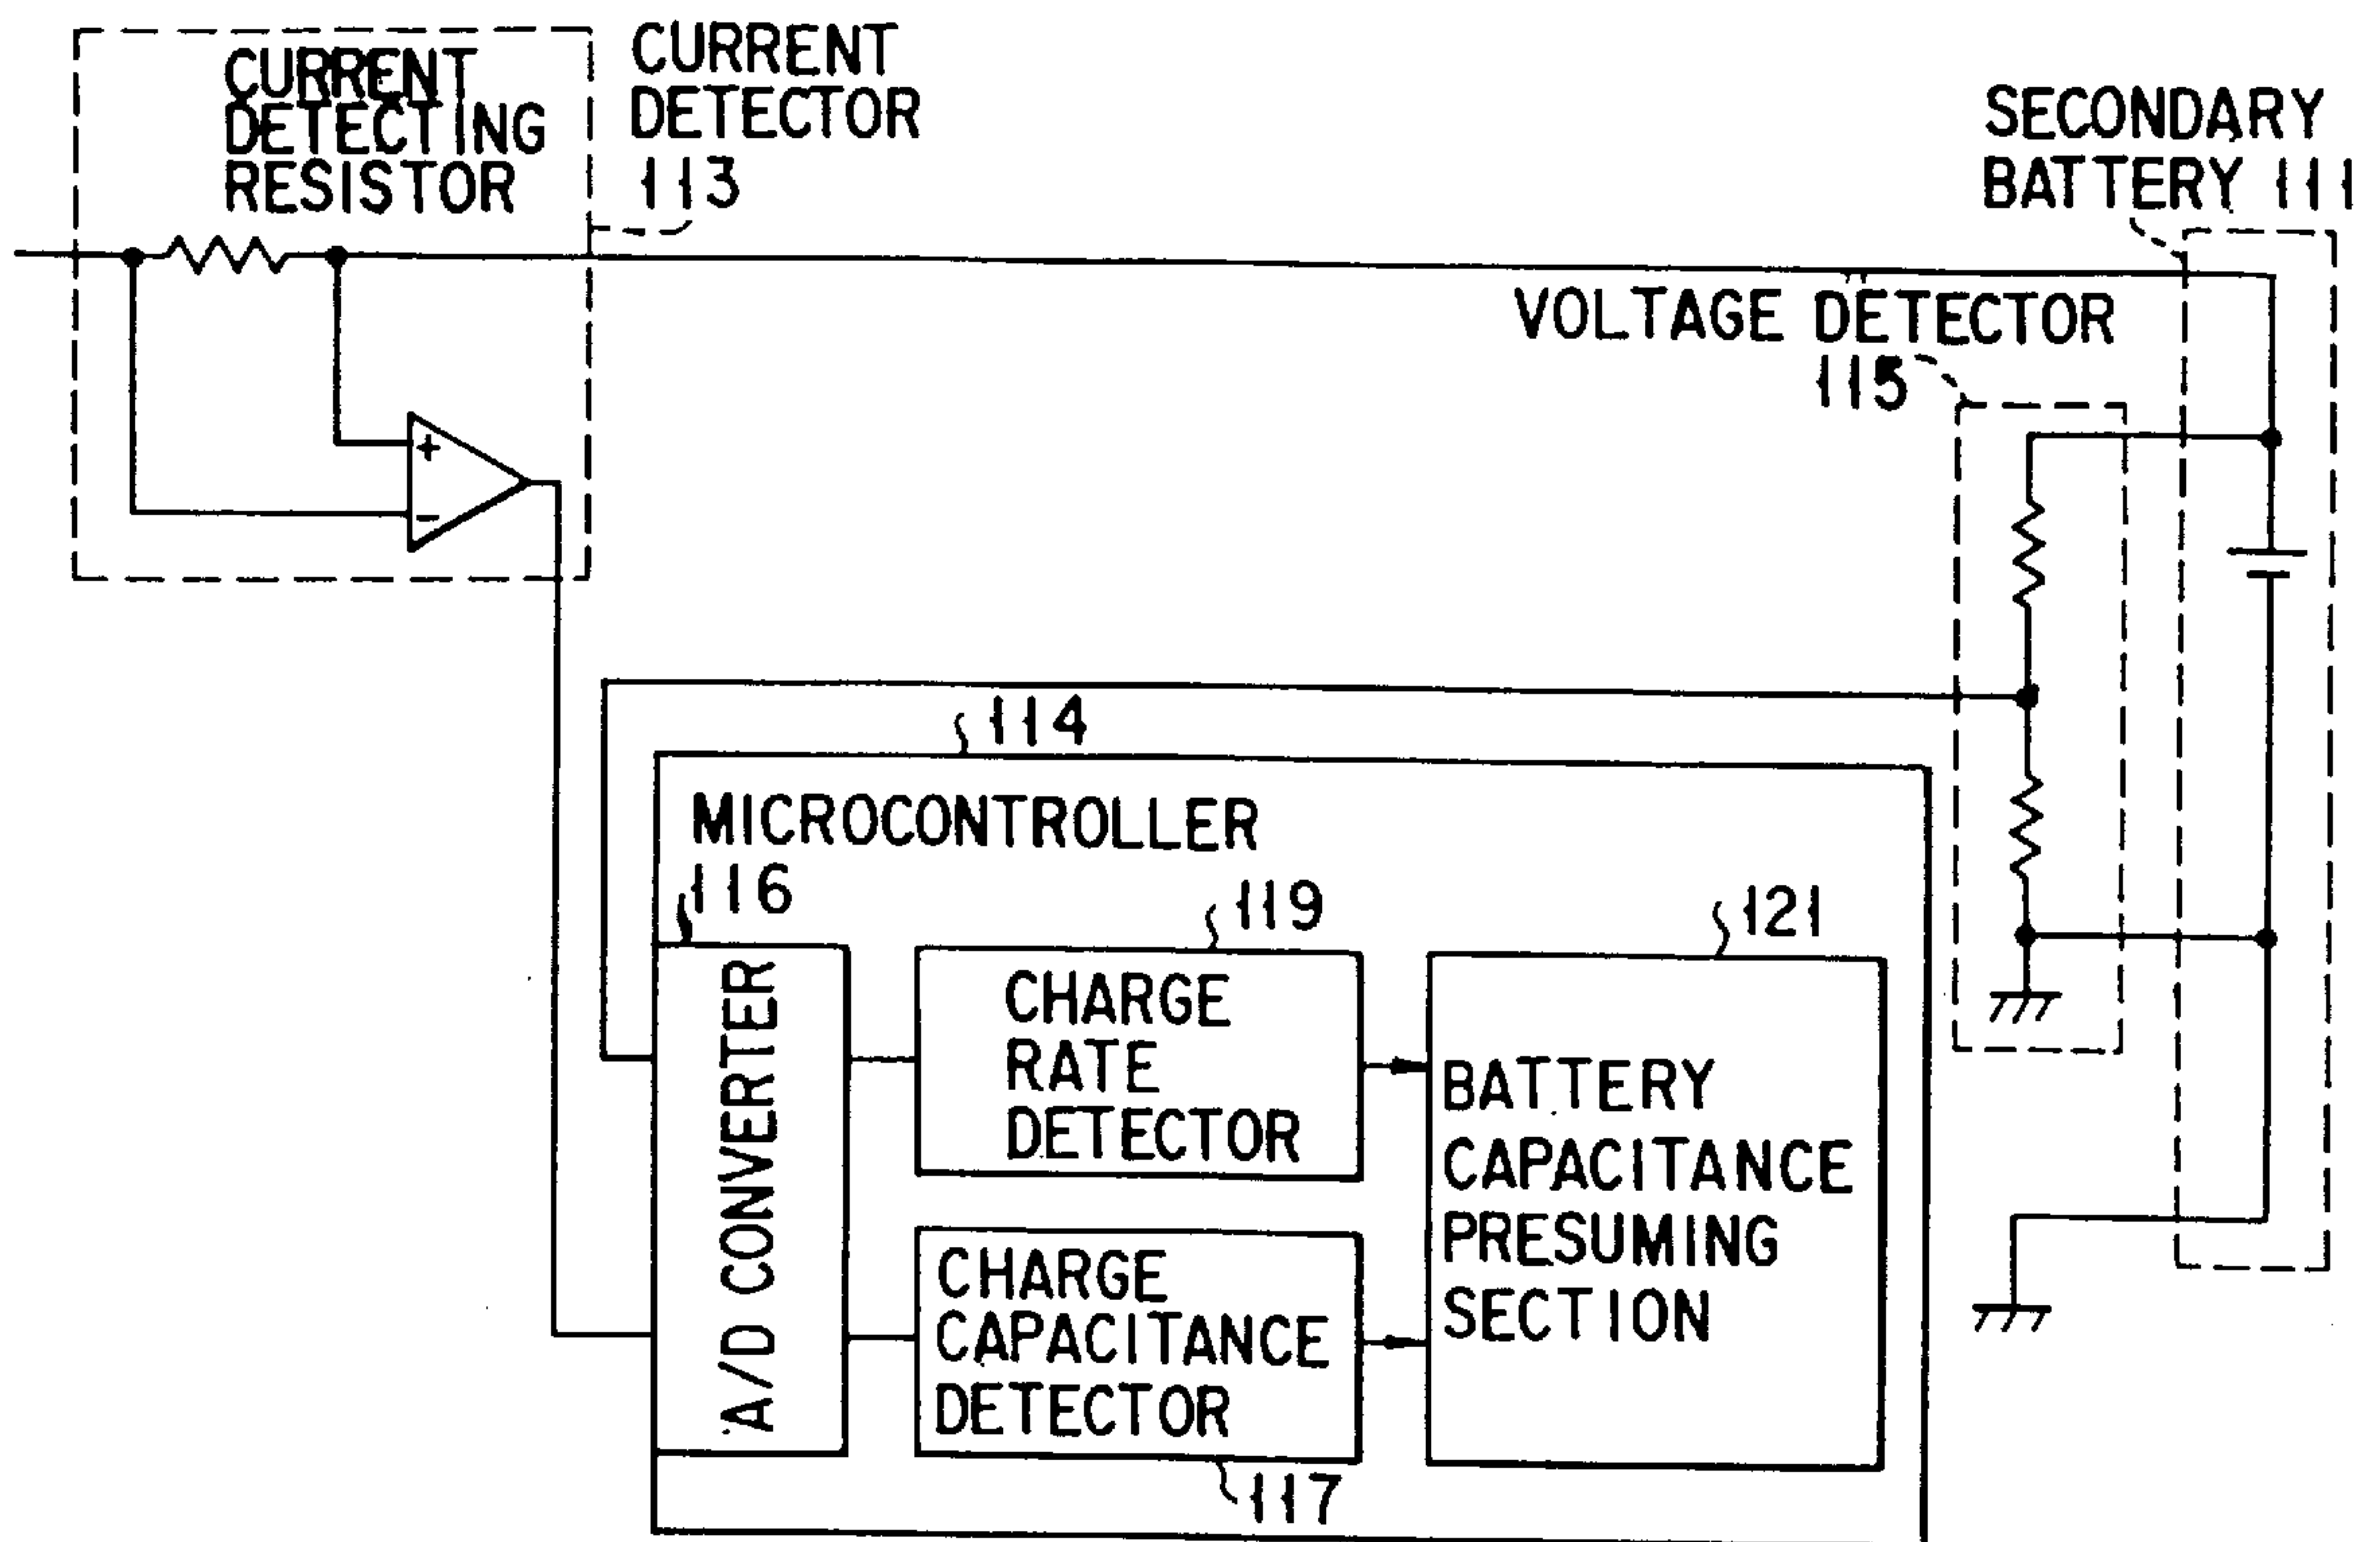 CURRENT
DETECTING
RESISTOR
CURRENT
DETECTOR
113
SECONDARY
BATTERY 111
VOLTAGE DETECTOR
115
+
−
114
MICROCONTROLLER
116
119
121
A/D CONVERTER
CHARGE
RATE
DETECTOR
BATTERY
CAPACITANCE
PRESUMING
SECTION
CHARGE
CAPACITANCE
DETECTOR
117